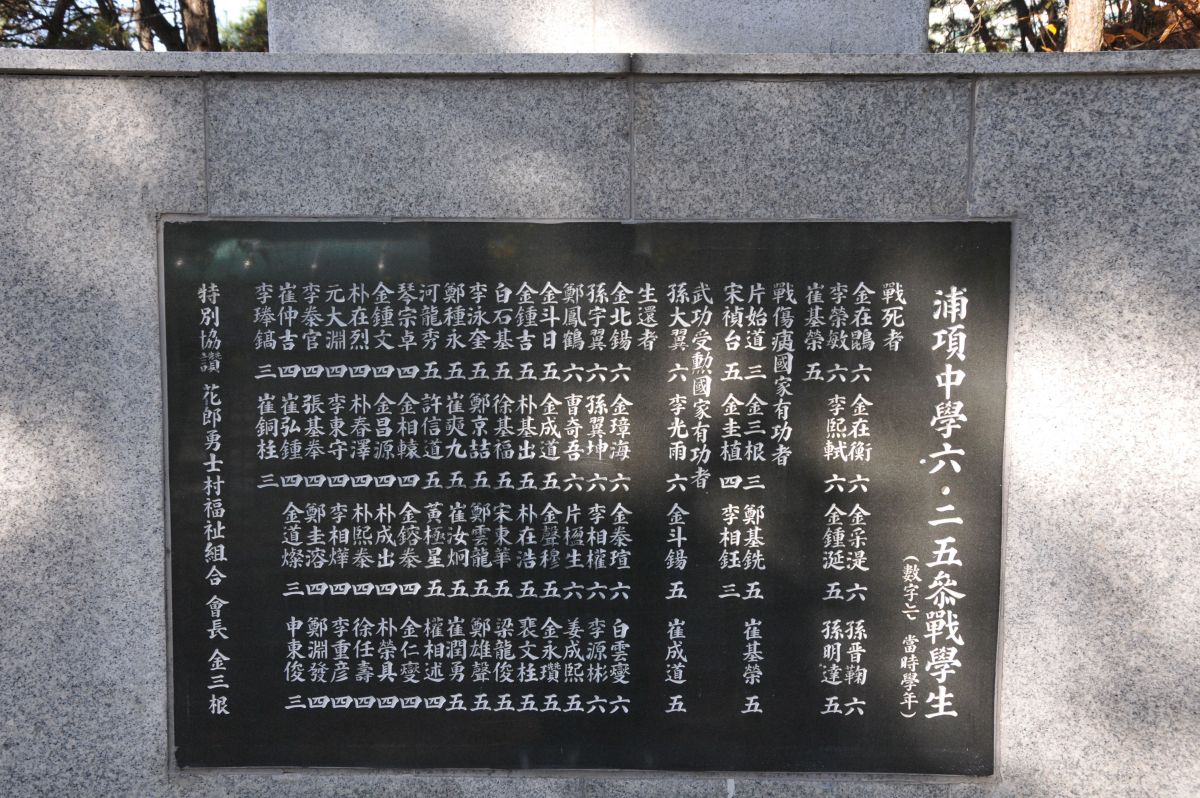 浦項中學六·二五參戰學生
(數字는 當時學年)
戰死者
金在鷗 六 金在衡 六 金采湜 六 孫晋鞠 六
李榮敏 六 李熙軾 六 金鍾涎 五 孫明達 五
崔基榮 五
戰傷痍國家有功者
片始道 三 金三根 三 鄭基銑 五 崔基榮 五
宋禎台 五 金圭植 四 李相鈺 三
武功受勲國家有功者
孫大翼 六 李光雨 六 金斗錫 五 崔成道 五
生還者
金北錫 六 金璋海 六 金泰瑄 六 白雲燮 六
孫宇翼 六 孫翼坤 六 李相權 六 李源彬 六
鄭鳳鶴 六 曺奇吾 六 片楹生 六 姜成熙 五
金斗日 五 金成道 五 金聲穆 五 金永瓚 五
金鍾吉 五 朴基出 五 朴在浩 五 裵文柱 五
白石基 五 徐基福 五 宋東華 五 梁龍俊 五
李泳奎 五 鄭京喆 五 鄭雲龍 五 鄭雄聲 五
鄭種永 五 崔奭九 五 崔汝炯 五 崔潤勇 五
河龍秀 五 許信道 五 黃極星 五 權相述 四
琴宗卓 四 金相轅 四 金鎔泰 四 金仁燮 四
金鍾文 四 金昌源 四 朴成出 四 朴榮具 四
朴在烈 四 朴春澤 四 朴熙泰 四 徐任壽 四
元大淵 四 李東守 四 李相燁 四 李重彦 四
李泰官 四 張基拳 四 鄭圭溶 四 鄭淵發 四
崔仲吉 四 崔弘鍾 四 金道燦 三 申東俊 三
李瑧鎬 三 崔銅柱 三
特別協讚 花郎勇士村福祉組合 會長 金三根